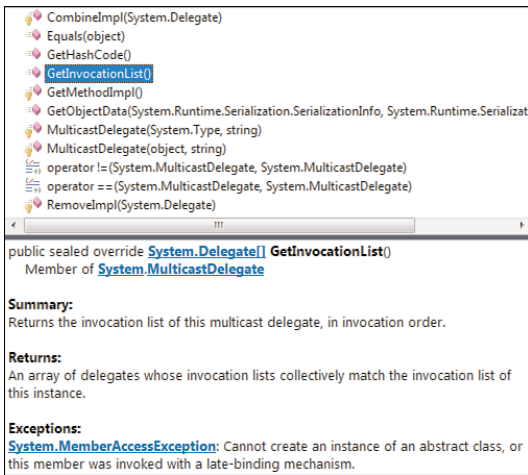 CombineImpl(System.Delegate)
Equals(object)
GetHashCode()
GetInvocationList()
GetMethodImpl()
GetObjectData(System.Runtime.Serialization.SerializationInfo, System.Runtime.Serializat
MulticastDelegate(System.Type, string)
MulticastDelegate(object, string)
operator !=(System.MulticastDelegate, System.MulticastDelegate)
operator ==(System.MulticastDelegate, System.MulticastDelegate)
RemoveImpl(System.Delegate)
public sealed override System.Delegate[] GetInvocationList()
Member of System.MulticastDelegate
Summary:
Returns the invocation list of this multicast delegate, in invocation order.
Returns:
An array of delegates whose invocation lists collectively match the invocation list of
this instance.
Exceptions:
System.MemberAccessException: Cannot create an instance of an abstract class, or
this member was invoked with a late-binding mechanism.